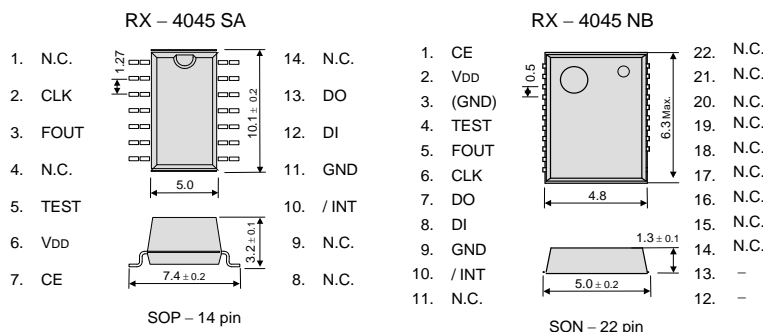 RX – 4045 SA
1. N.C.
2. CLK
3. FOUT
4. N.C.
5. TEST
6. VDD
7. CE
1.27
10.1 ± 0.2
5.0
3.2 ± 0.1
7.4 ± 0.2
14. N.C.
13. DO
12. DI
11. GND
10. / INT
9. N.C.
8. N.C.
SOP – 14 pin
RX – 4045 NB
1. CE
2. VDD
3. (GND)
4. TEST
5. FOUT
6. CLK
7. DO
8. DI
9. GND
10. / INT
11. N.C.
0.5
6.3 Max.
4.8
1.3 ± 0.1
5.0 ± 0.2
22. N.C.
21. N.C.
20. N.C.
19. N.C.
18. N.C.
17. N.C.
16. N.C.
15. N.C.
14. N.C.
13. –
12. –
SON – 22 pin